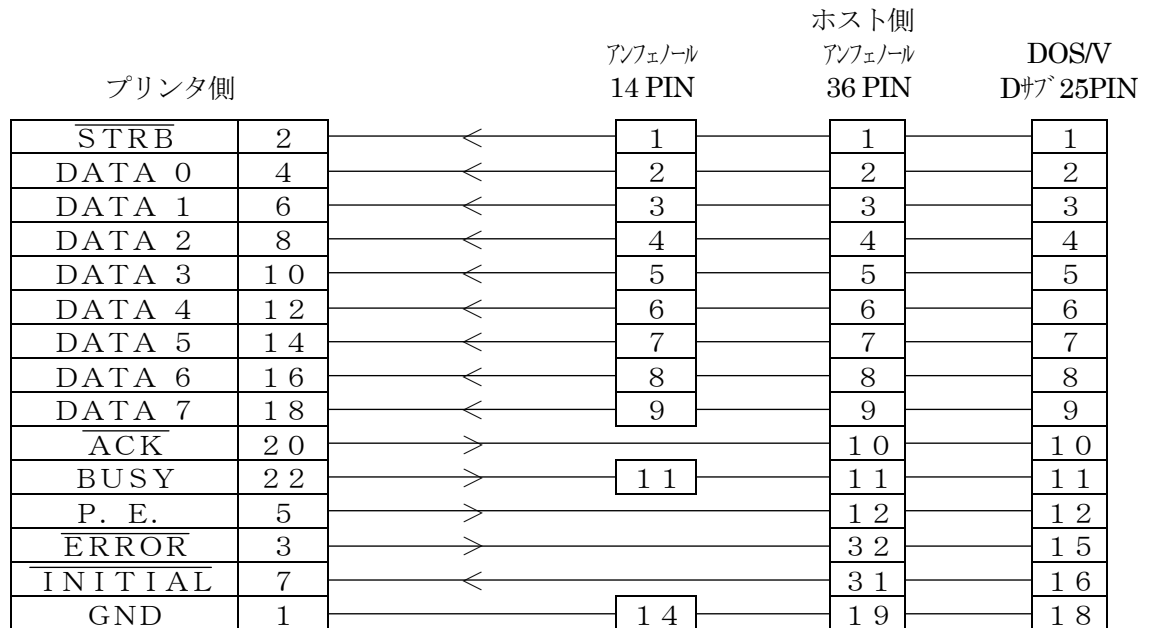 ホスト側
ｱﾝﾌｪﾉｰﾙ ｱﾝﾌｪﾉｰﾙ DOS/V
プリンタ側 14 PIN 36 PIN Dｻﾌﾞ 25PIN
STRB 2 1 1 1
DATA 0 4 2 2 2
DATA 1 6 3 3 3
DATA 2 8 4 4 4
DATA 3 10 5 5 5
DATA 4 12 6 6 6
DATA 5 14 7 7 7
DATA 6 16 8 8 8
DATA 7 18 9 9 9
ACK 20 10 10
BUSY 22 11 11 11
P. E. 5 12 12
ERROR 3 32 15
INITIAL 7 31 16
GND 1 14 19 18